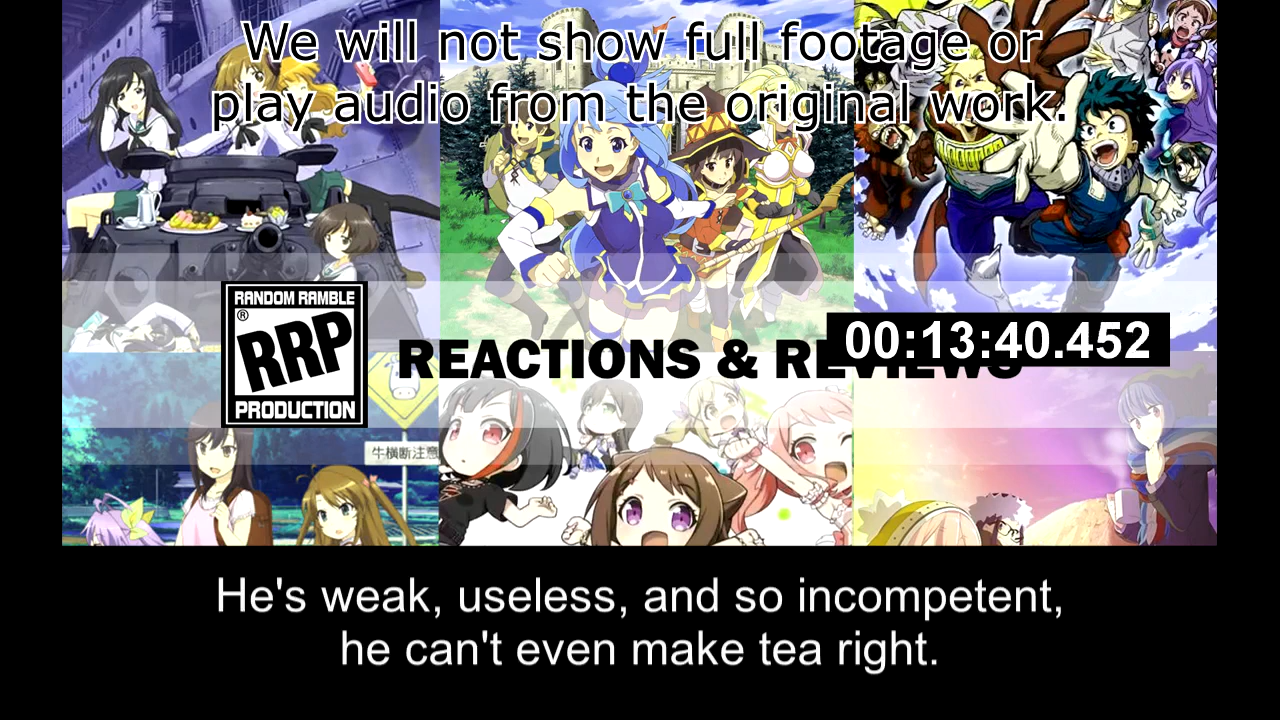 We will not show full footage or
play audio from the original work.
RANDOM RAMBLE
®
RRP
PRODUCTION
REACTIONS & REVIEWS
00:13:40.452
牛横断注意
He's weak, useless, and so incompetent,
he can't even make tea right.